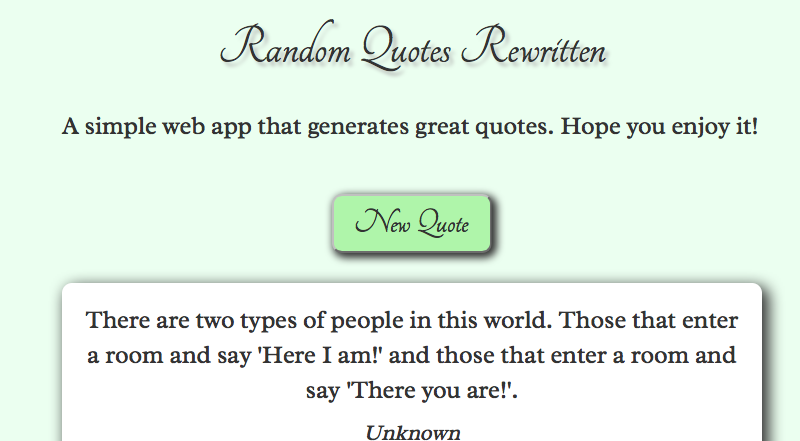 Random Quotes Rewritten
A simple web app that generates great quotes. Hope you enjoy it!
New Quote
There are two types of people in this world. Those that enter
a room and say 'Here I am!' and those that enter a room and
say 'There you are!'.
Unknown